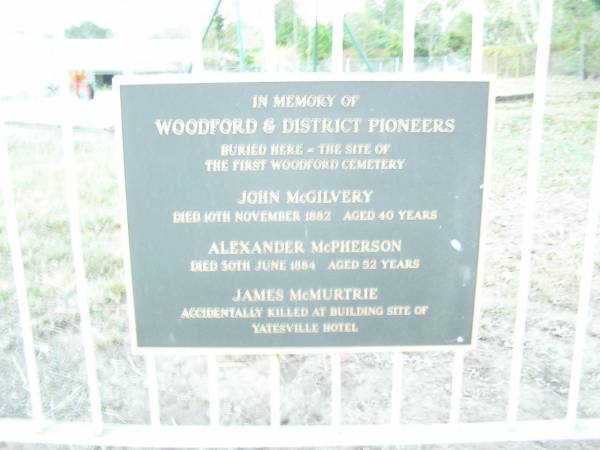 IN MEMORY OF
WOODFORD & DISTRICT PIONEERS
BURIED HERE = THE SITE OF
THE FIRST WOODFORD CEMETERY
JOHN McGILVERY
DIED 10TH NOVEMBER 1882 AGED 40 YEARS
ALEXANDER McPHERSON
DIED 30TH JUNE 1884 AGED 52 YEARS
JAMES McMURTRIE
ACCIDENTALLY KILLED AT BUILDING SITE OF
YATESVILLE HOTEL